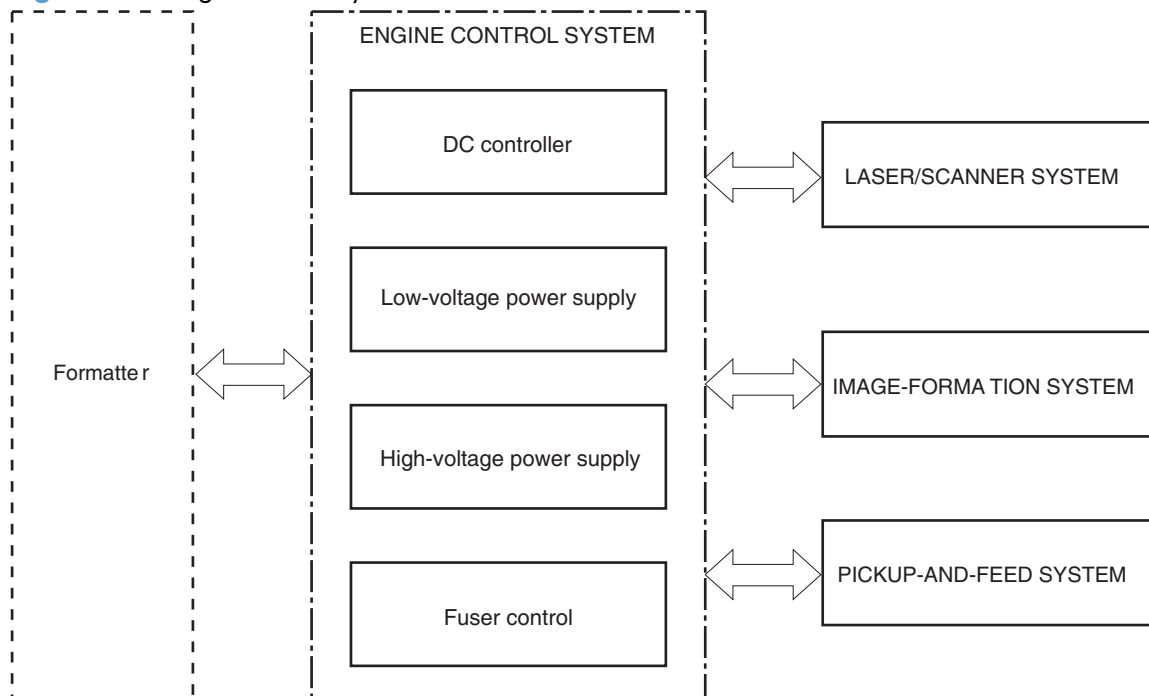 ENGINE CONTROL SYSTEM
DC controller
LASER/SCANNER SYSTEM
Low-voltage power supply
Formatte r
IMAGE-FORMA TION SYSTEM
High-voltage power supply
PICKUP-AND-FEED SYSTEM
Fuser control